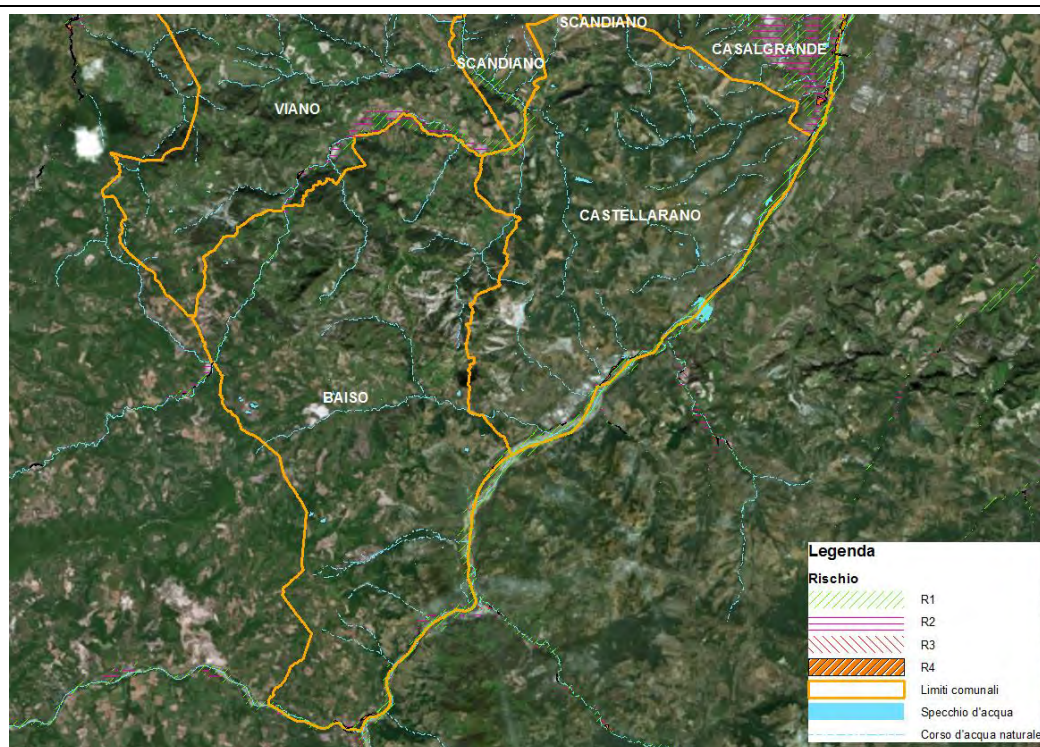 SCANDIANO
CASALGRANDE
SCANDIANO
VIANO
CASTELLARANO
BAISO
Legenda
Rischio
R1
R2
R3
R4
Limiti comunali
Specchio d'acqua
Corso d'acqua naturale